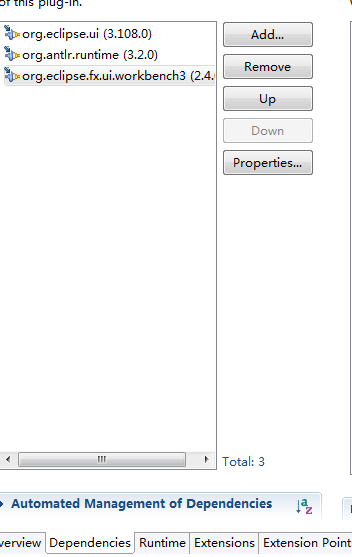 of this plug-in.
org.eclipse.ui (3.108.0)
org.antlr.runtime (3.2.0)
org.eclipse.fx.ui.workbench3 (2.4.
Add...
Remove
Up
Down
Properties...
Total: 3
Automated Management of Dependencies
verview Dependencies Runtime Extensions Extension Point